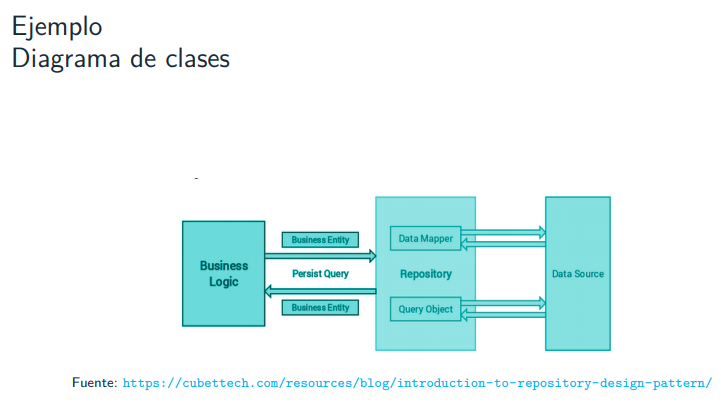 Ejemplo
Diagrama de clases
-
Business Entity
Data Mapper
Business
Logic
Persist Query
Repository
Data Source
Business Entity
Query Object
Fuente: https://cubettech.com/resources/blog/introduction-to-repository-design-pattern/